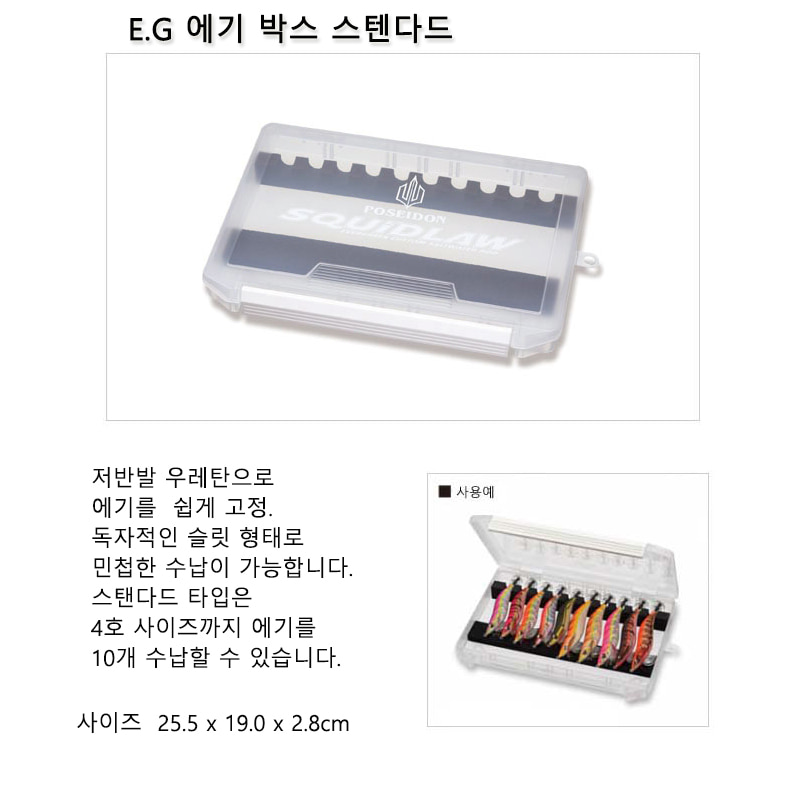 E.G 에기 박스 스텐다드
POSEIDON
SQUIDLAW
저반발 우레탄으로
에기를 쉽게 고정.
독자적인 슬릿 형태로
민첩한 수납이 가능합니다.
스탠다드 타입은
4호 사이즈까지 에기를
10개 수납할 수 있습니다.
사이즈 25.5 x 19.0 x 2.8cm
■ 사용예